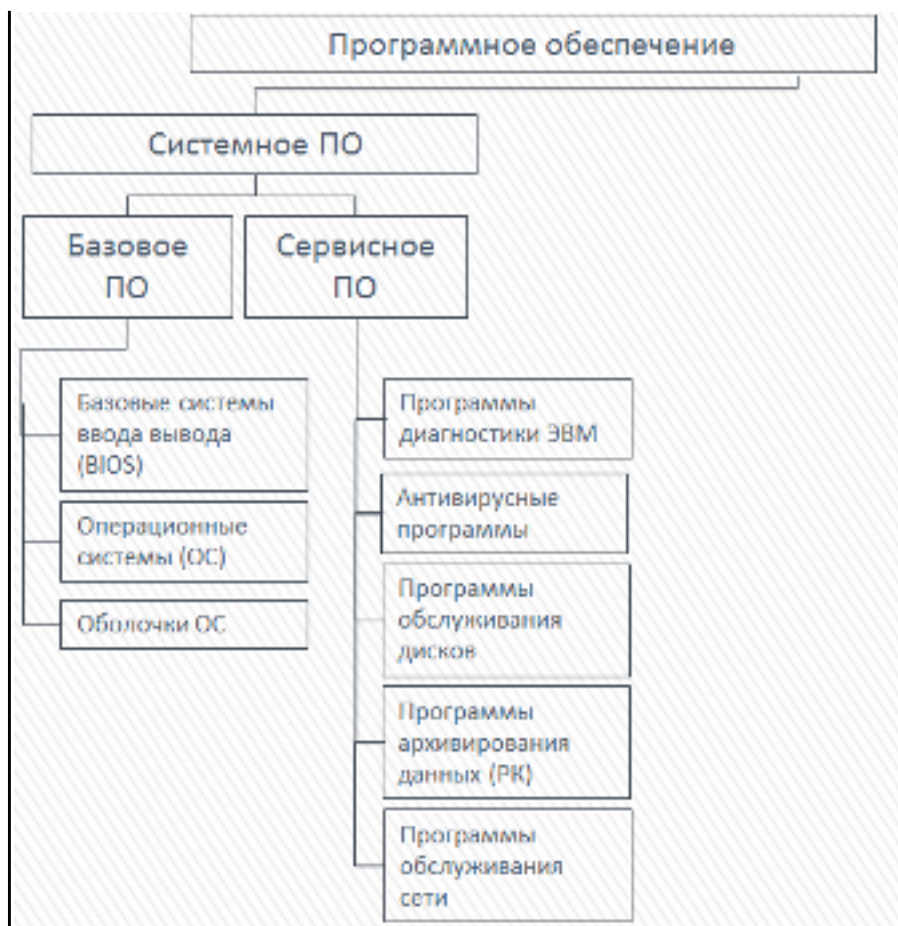 Программное обеспечение
Системное ПО
Базовое
ПО
Сервисное
ПО
Базовые системы
ввода вывода
(BIOS)
Операционные
системы (ОС)
Оболочки ОС
Программы
диагностики ЭВМ
Антивирусные
программы
Программы
обслуживания
дисков
Программы
архивирования
данных (РК)
Программы
обслуживания
сети